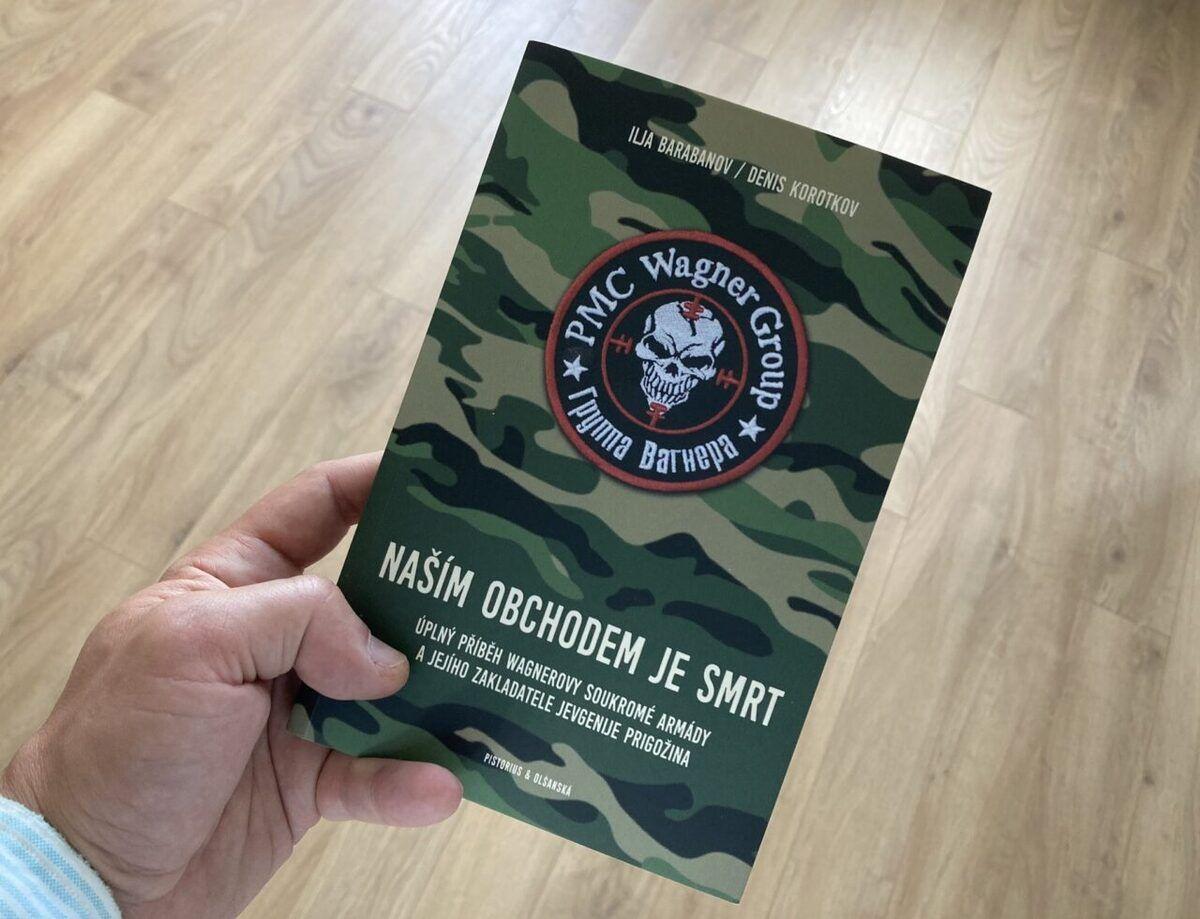 ILJA BARABANOV / DENIS KOROTKOV
PMC Wagner Group
Группа Вагнера
NAŠÍM OBCHODEM JE SMRT
ÚPLNÝ PŘÍBĚH WAGNEROVY SOUKROMÉ ARMÁDY
A JEJÍHO ZAKLADATELE JEVGENIJE PRIGOŽINA
PISTORIUS & OLŠANSKÁ